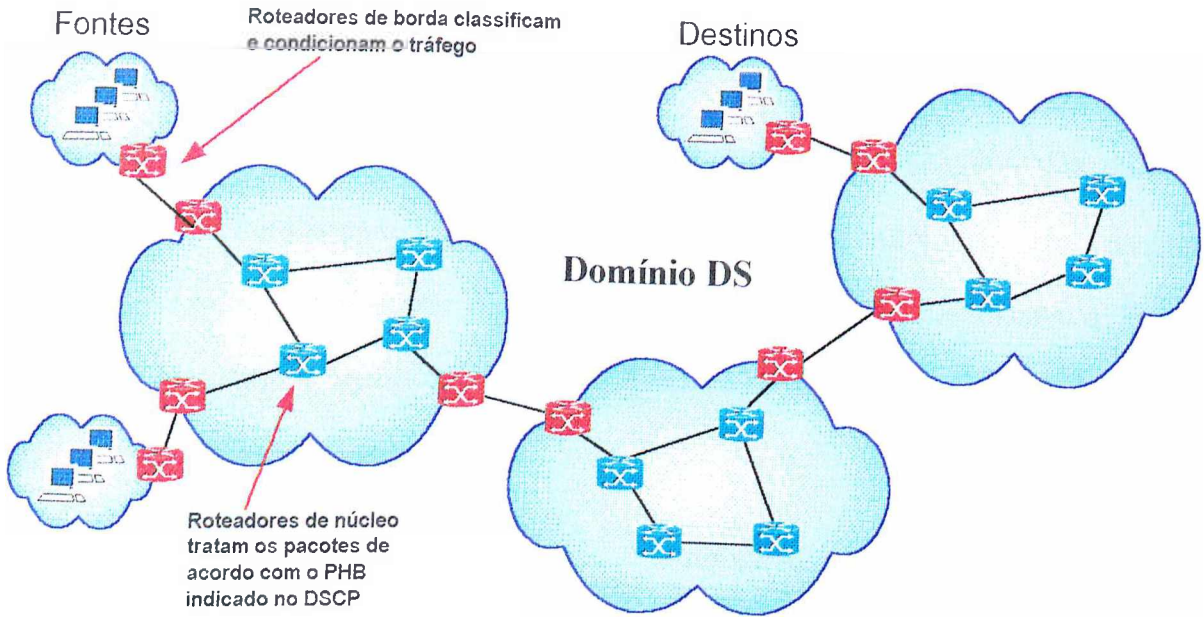 Fontes
Roteadores de borda classificam
e condicionam o tráfego
Destinos
Domínio DS
Roteadores de núcleo
tratam os pacotes de
acordo com o PHB
indicado no DSCP